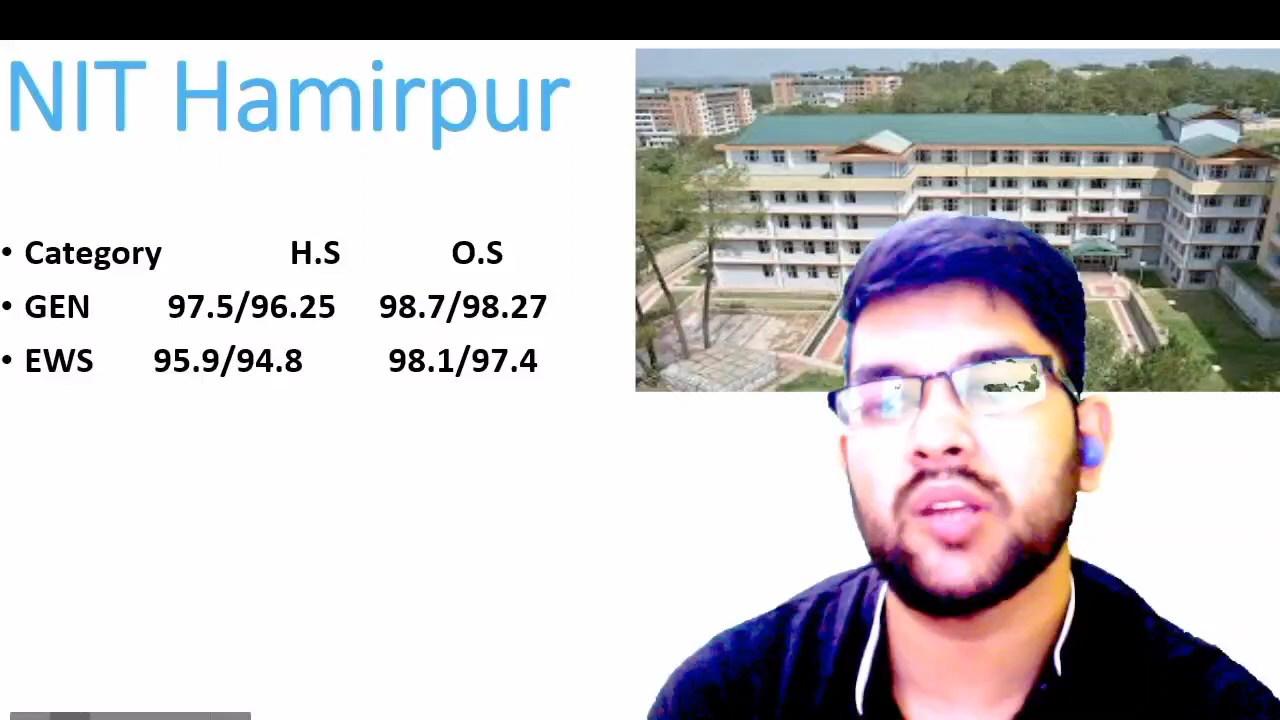 NIT Hamirpur
• Category H.S O.S
• GEN 97.5/96.25 98.7/98.27
• EWS 95.9/94.8 98.1/97.4